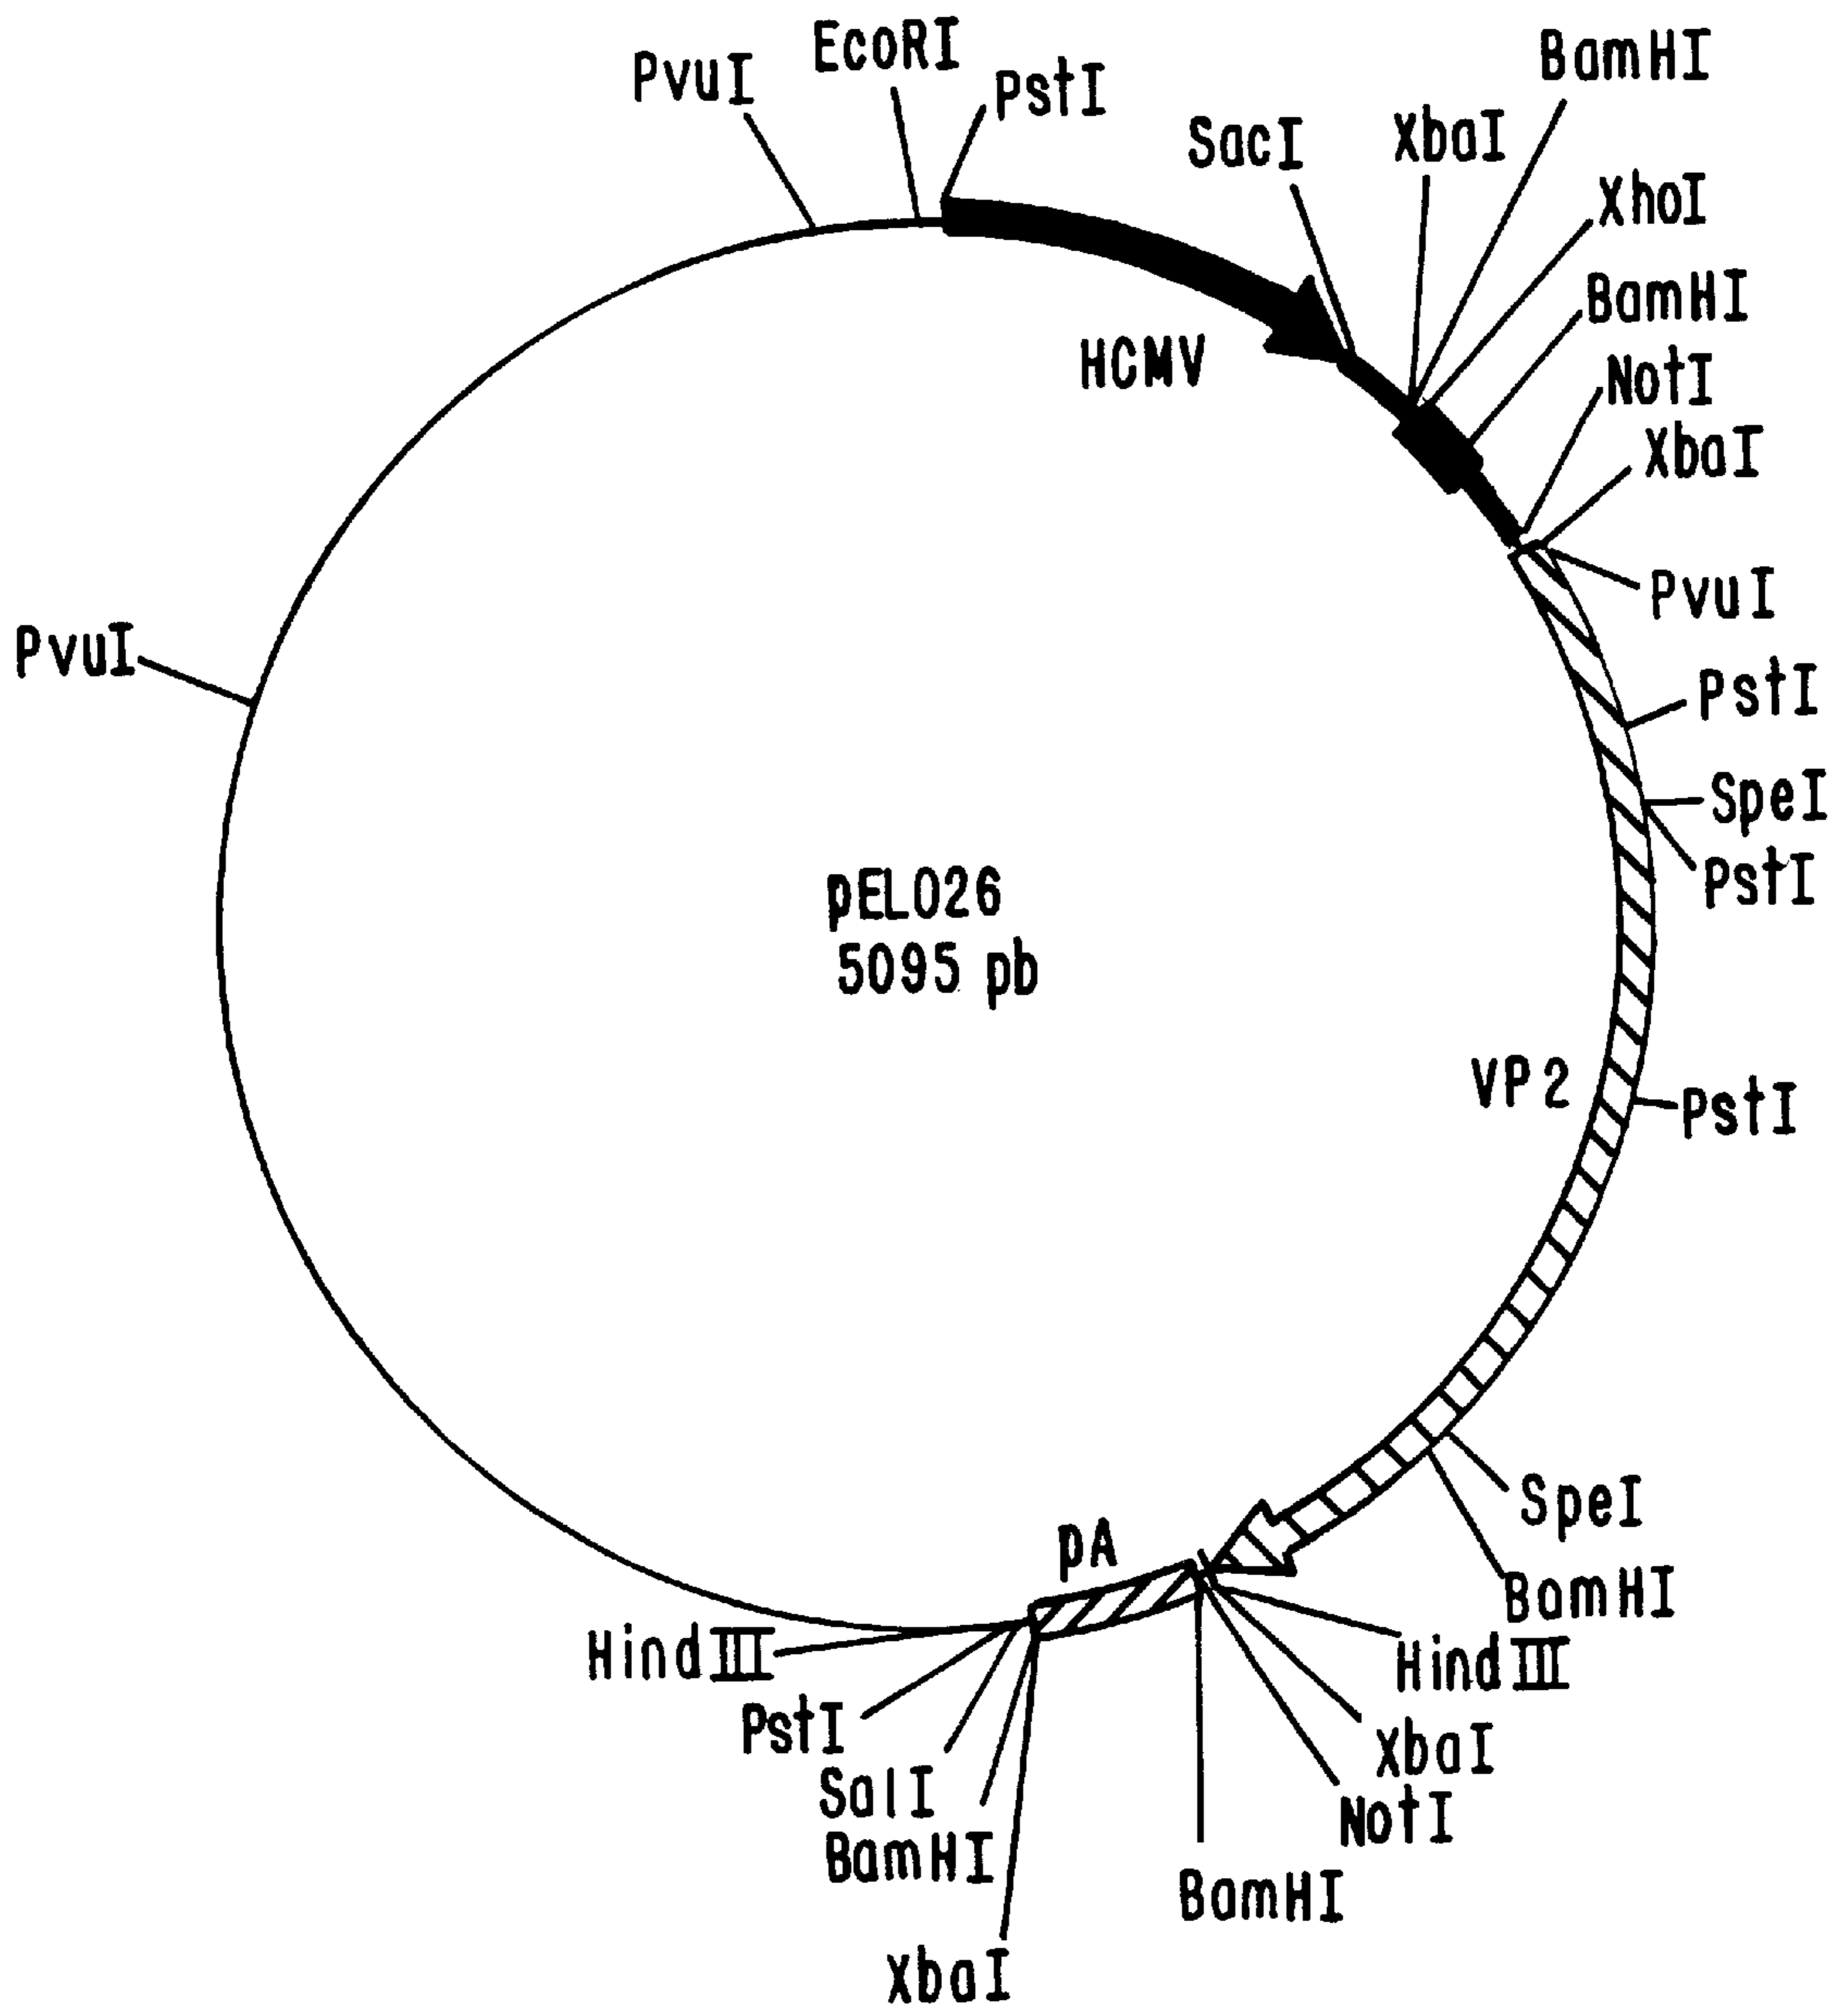 EcoRI
PvuI
PstI
BamHI
SacI
XbaI
XhoI
BamHI
NotI
XbaI
HCMV
PvuI
PvuI
PstI
SpeI
PstI
pEL026
5095 pb
VP2
PstI
SpeI
BamHI
pA
HindIII
HindIII
PstI
XbaI
SalI
NotI
BamHI
BamHI
XbaI